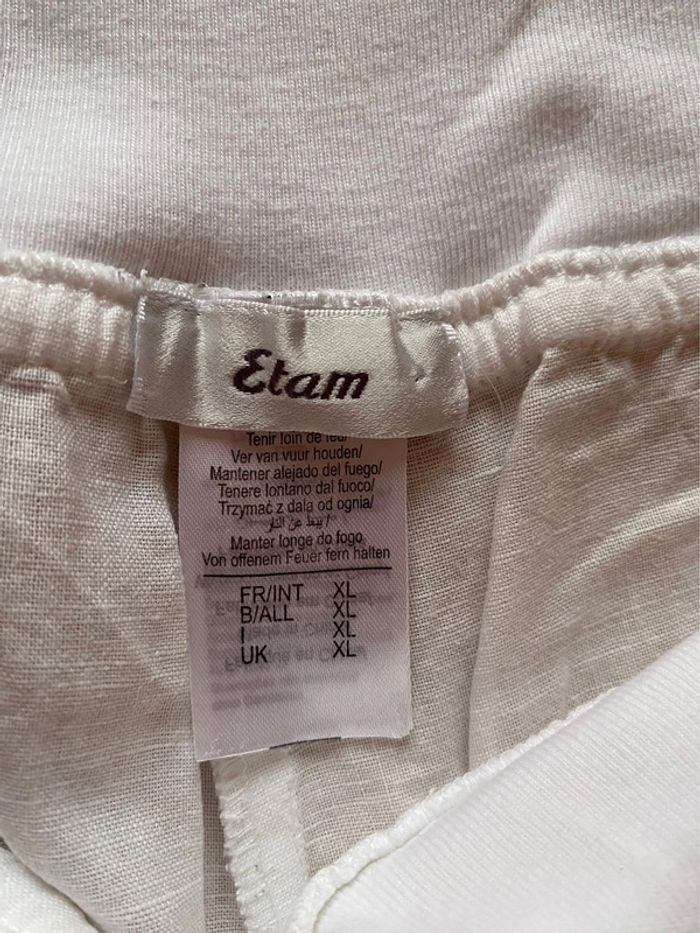 Etam
Tenir loin de feu/
Ver van vuur houden/
Mantener alejado del fuego/
Tenere lontano dal fuoco/
Trzymać z dala od ognia/
يبعد عن النار/
Manter longe do fogo
Von offenem Feuer fern halten
FR/INT XL
B/ALL XL
I XL
UK XL